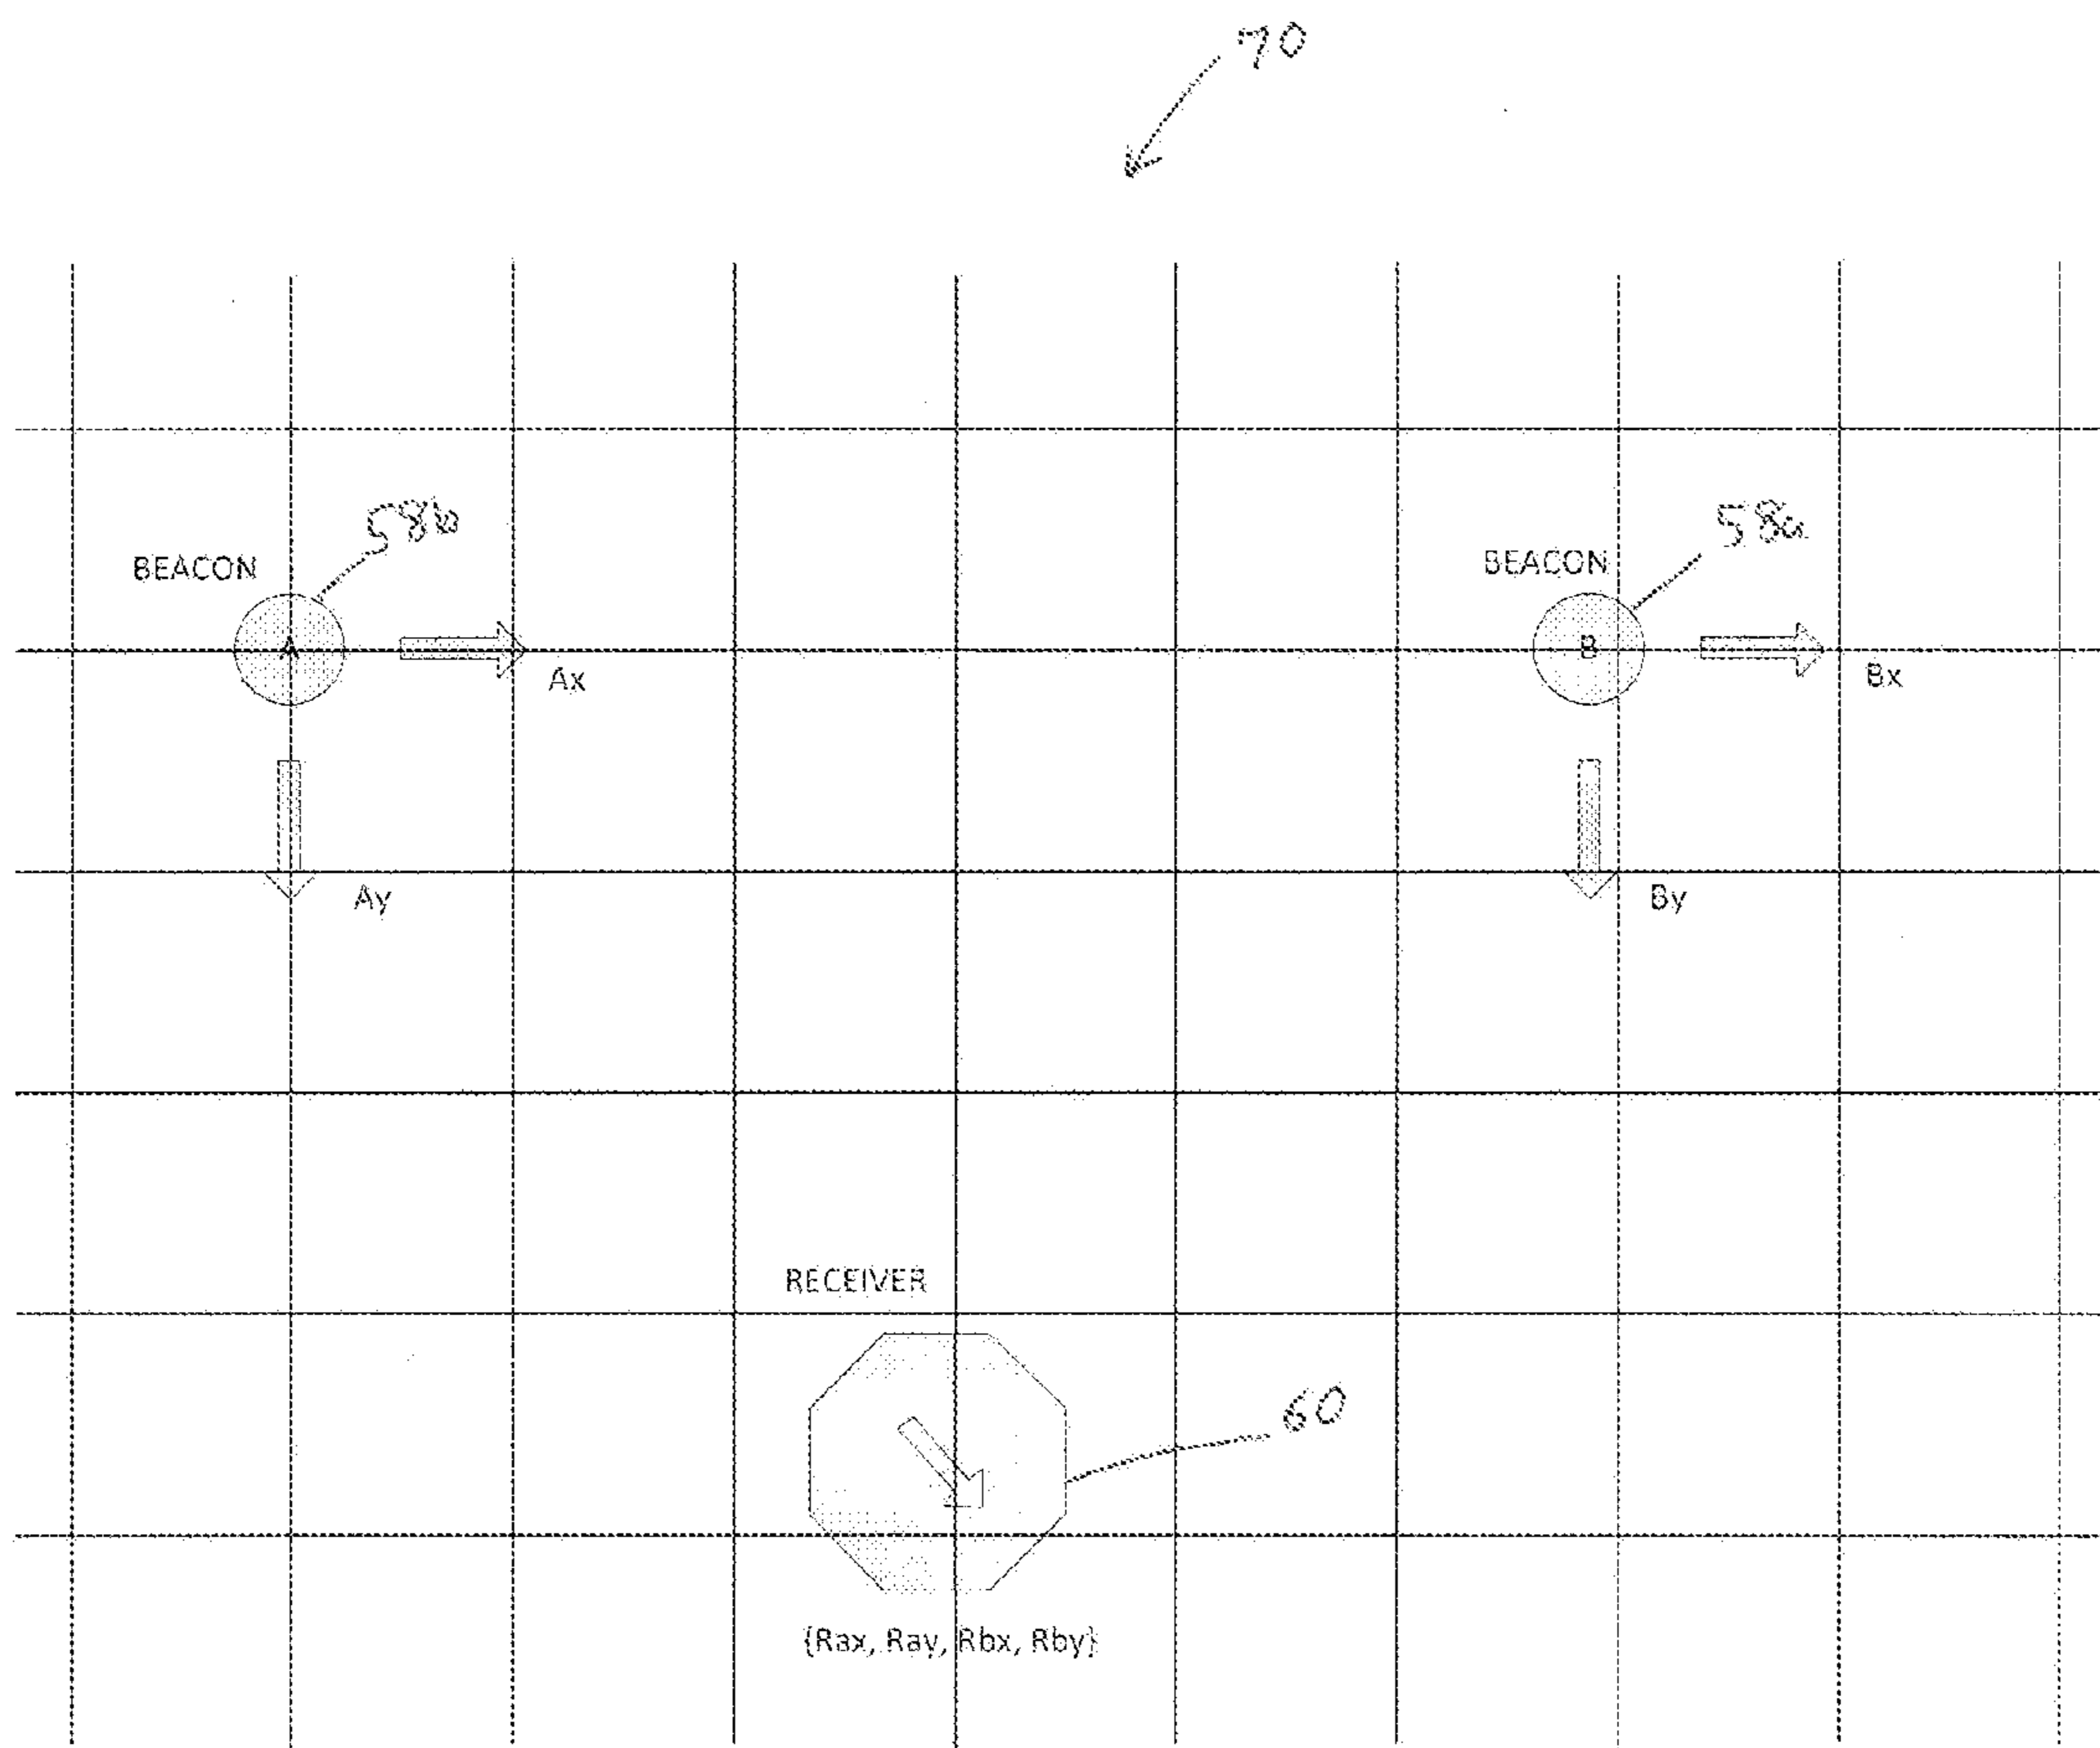 70
58b
58a
BEACON
BEACON
A
Ax
B
Bx
Ay
By
RECEIVER
60
{Rax, Ray, Rbx, Rby}